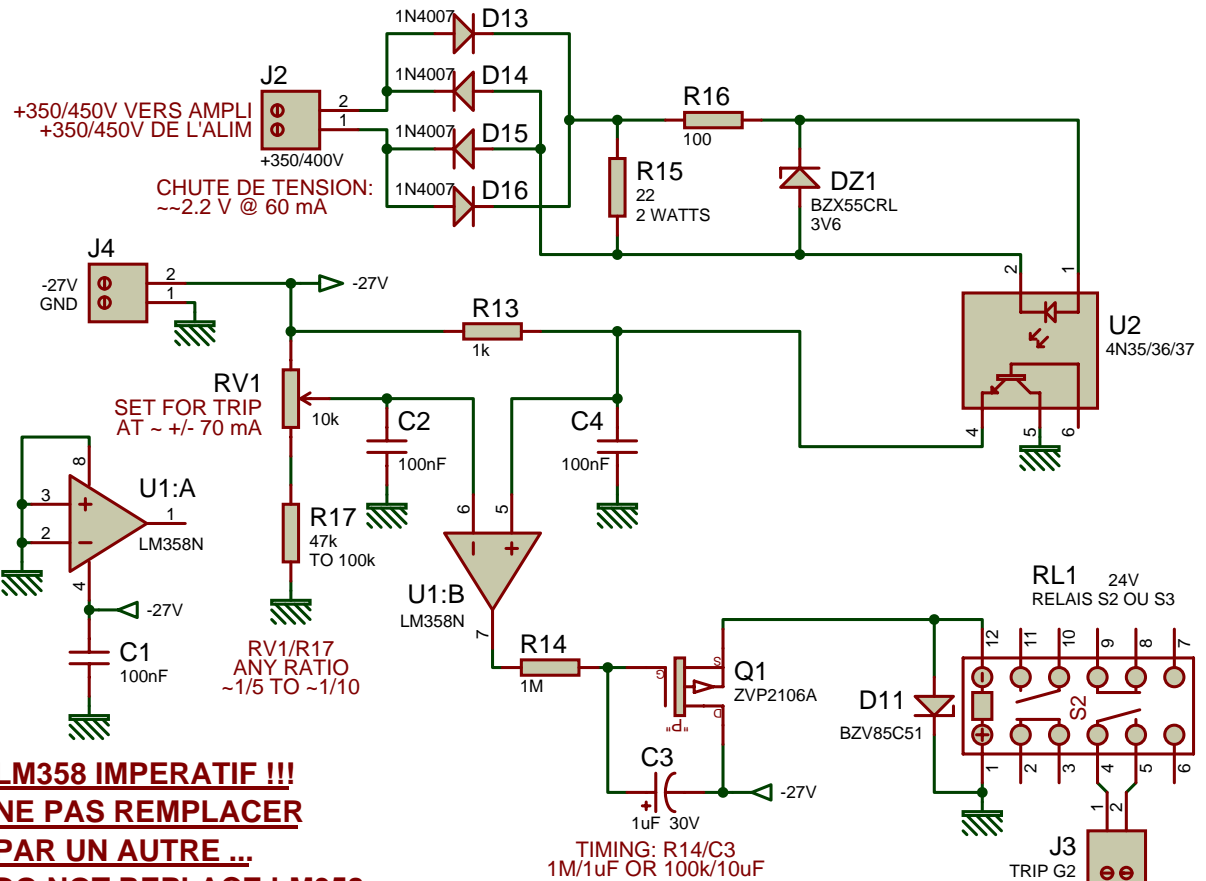 1N4007 D13
J2
1N4007 D14
+350/450V VERS AMPLI 2
+350/450V DE L'ALIM 1
+350/400V
1N4007 D15
1N4007 D16
CHUTE DE TENSION:
~~2.2 V @ 60 mA
R16
100
R15
22
2 WATTS
DZ1
BZX55CRL
3V6
J4
-27V 2
GND 1
-27V
R13
1k
2 1
U2
4N35/36/37
4 5 6
RV1
SET FOR TRIP
AT ~ +/- 70 mA
10k
C2
100nF
C4
100nF
8
3 +
2 −
1
4
U1:A
LM358N
-27V
C1
100nF
R17
47k
TO 100k
RV1/R17
ANY RATIO
~1/5 TO ~1/10
6 5
− +
U1:B
LM358N
7
R14
1M
G S D
"P"
Q1
ZVP2106A
C3
+
1uF 30V
-27V
TIMING: R14/C3
1M/1uF OR 100k/10uF
D11
BZV85C51
RL1 24V
RELAIS S2 OU S3
12 11 10 9 8 7
S2
1 2 3 4 5 6
1 2
J3
TRIP G2
LM358 IMPERATIF !!!
NE PAS REMPLACER
PAR UN AUTRE ...